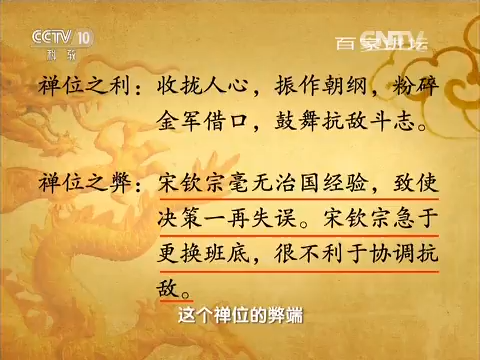 CCTV 10
科教
CNTV
百家讲坛
禅位之利：收拢人心，振作朝纲，粉碎
金军借口，鼓舞抗敌斗志。
禅位之弊：宋钦宗毫无治国经验，致使
决策一再失误。宋钦宗急于
更换班底，很不利于协调抗
敌。
这个禅位的弊端